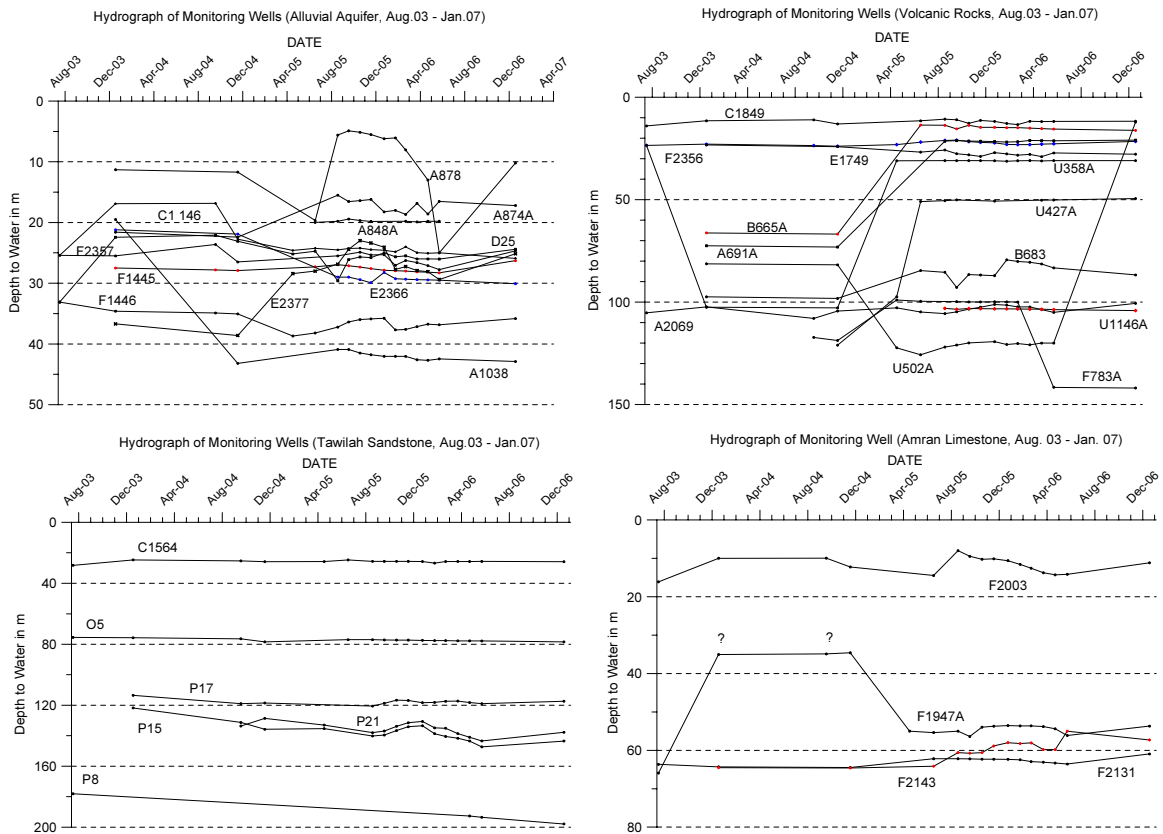 Hydrograph of Monitoring Wells (Alluvial Aquifer, Aug.03 - Jan.07)
DATE
Aug-03 Dec-03 Apr-04 Aug-04 Dec-04 Apr-05 Aug-05 Dec-05 Apr-06 Aug-06 Dec-06 Apr-07
Depth to Water in m
0
10
20
30
40
50
A878
C1 146
A874A
A848A
F2357
D25
F1445
E2366
E2377
F1446
A1038
Hydrograph of Monitoring Wells (Volcanic Rocks, Aug.03 - Jan.07)
DATE
Aug-03 Dec-03 Apr-04 Aug-04 Dec-04 Apr-05 Aug-05 Dec-05 Apr-06 Aug-06 Dec-06
Depth to Water in m
0
50
100
150
C1849
F2356
E1749
U358A
U427A
B665A
A691A
B683
A2069
U1146A
U502A
F783A
Hydrograph of Monitoring Wells (Tawilah Sandstone, Aug.03 - Jan.07)
DATE
Aug-03 Dec-03 Apr-04 Aug-04 Dec-04 Apr-05 Aug-05 Dec-05 Apr-06 Aug-06 Dec-06
Depth to Water in m
0
40
80
120
160
200
C1564
O5
P17
P15
P21
P8
Hydrograph of Monitoring Well (Amran Limestone, Aug. 03 - Jan. 07)
DATE
Aug-03 Dec-03 Apr-04 Aug-04 Dec-04 Apr-05 Aug-05 Dec-05 Apr-06 Aug-06 Dec-06
Depth to Water in m
0
20
40
60
80
F2003
? ?
F1947A
F2143
F2131